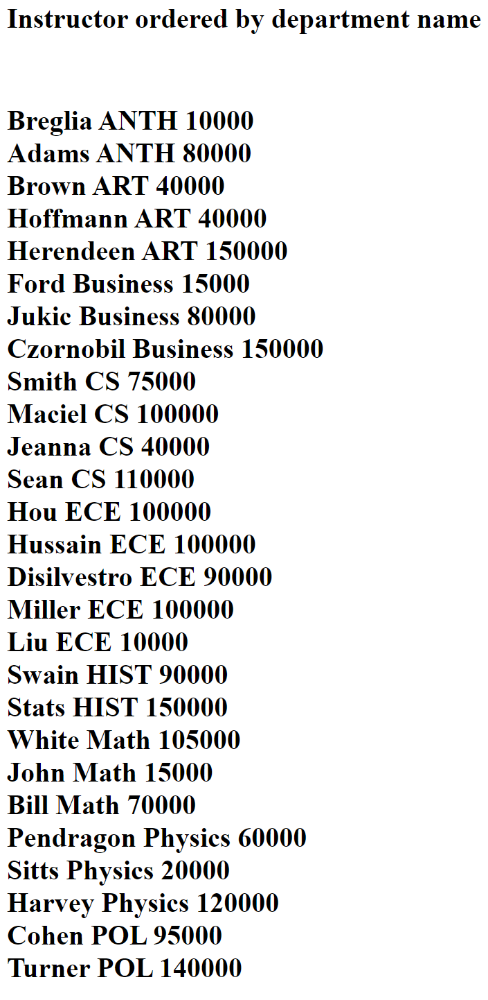 Instructor ordered by department name
Breglia ANTH 10000
Adams ANTH 80000
Brown ART 40000
Hoffmann ART 40000
Herendeen ART 150000
Ford Business 15000
Jukic Business 80000
Czornobil Business 150000
Smith CS 75000
Maciel CS 100000
Jeanna CS 40000
Sean CS 110000
Hou ECE 100000
Hussain ECE 100000
Disilvestro ECE 90000
Miller ECE 100000
Liu ECE 10000
Swain HIST 90000
Stats HIST 150000
White Math 105000
John Math 15000
Bill Math 70000
Pendragon Physics 60000
Sitts Physics 20000
Harvey Physics 120000
Cohen POL 95000
Turner POL 140000